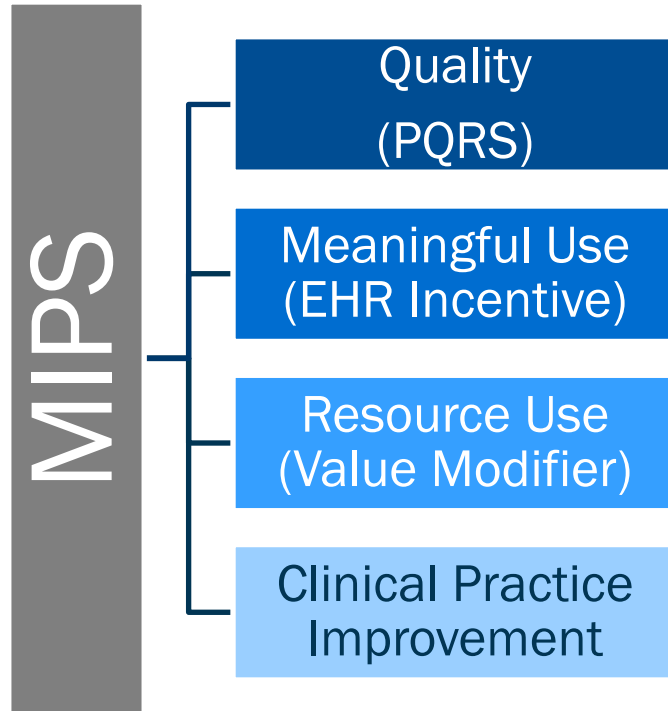 MIPS
Quality
(PQRS)
Meaningful Use
(EHR Incentive)
Resource Use
(Value Modifier)
Clinical Practice
Improvement